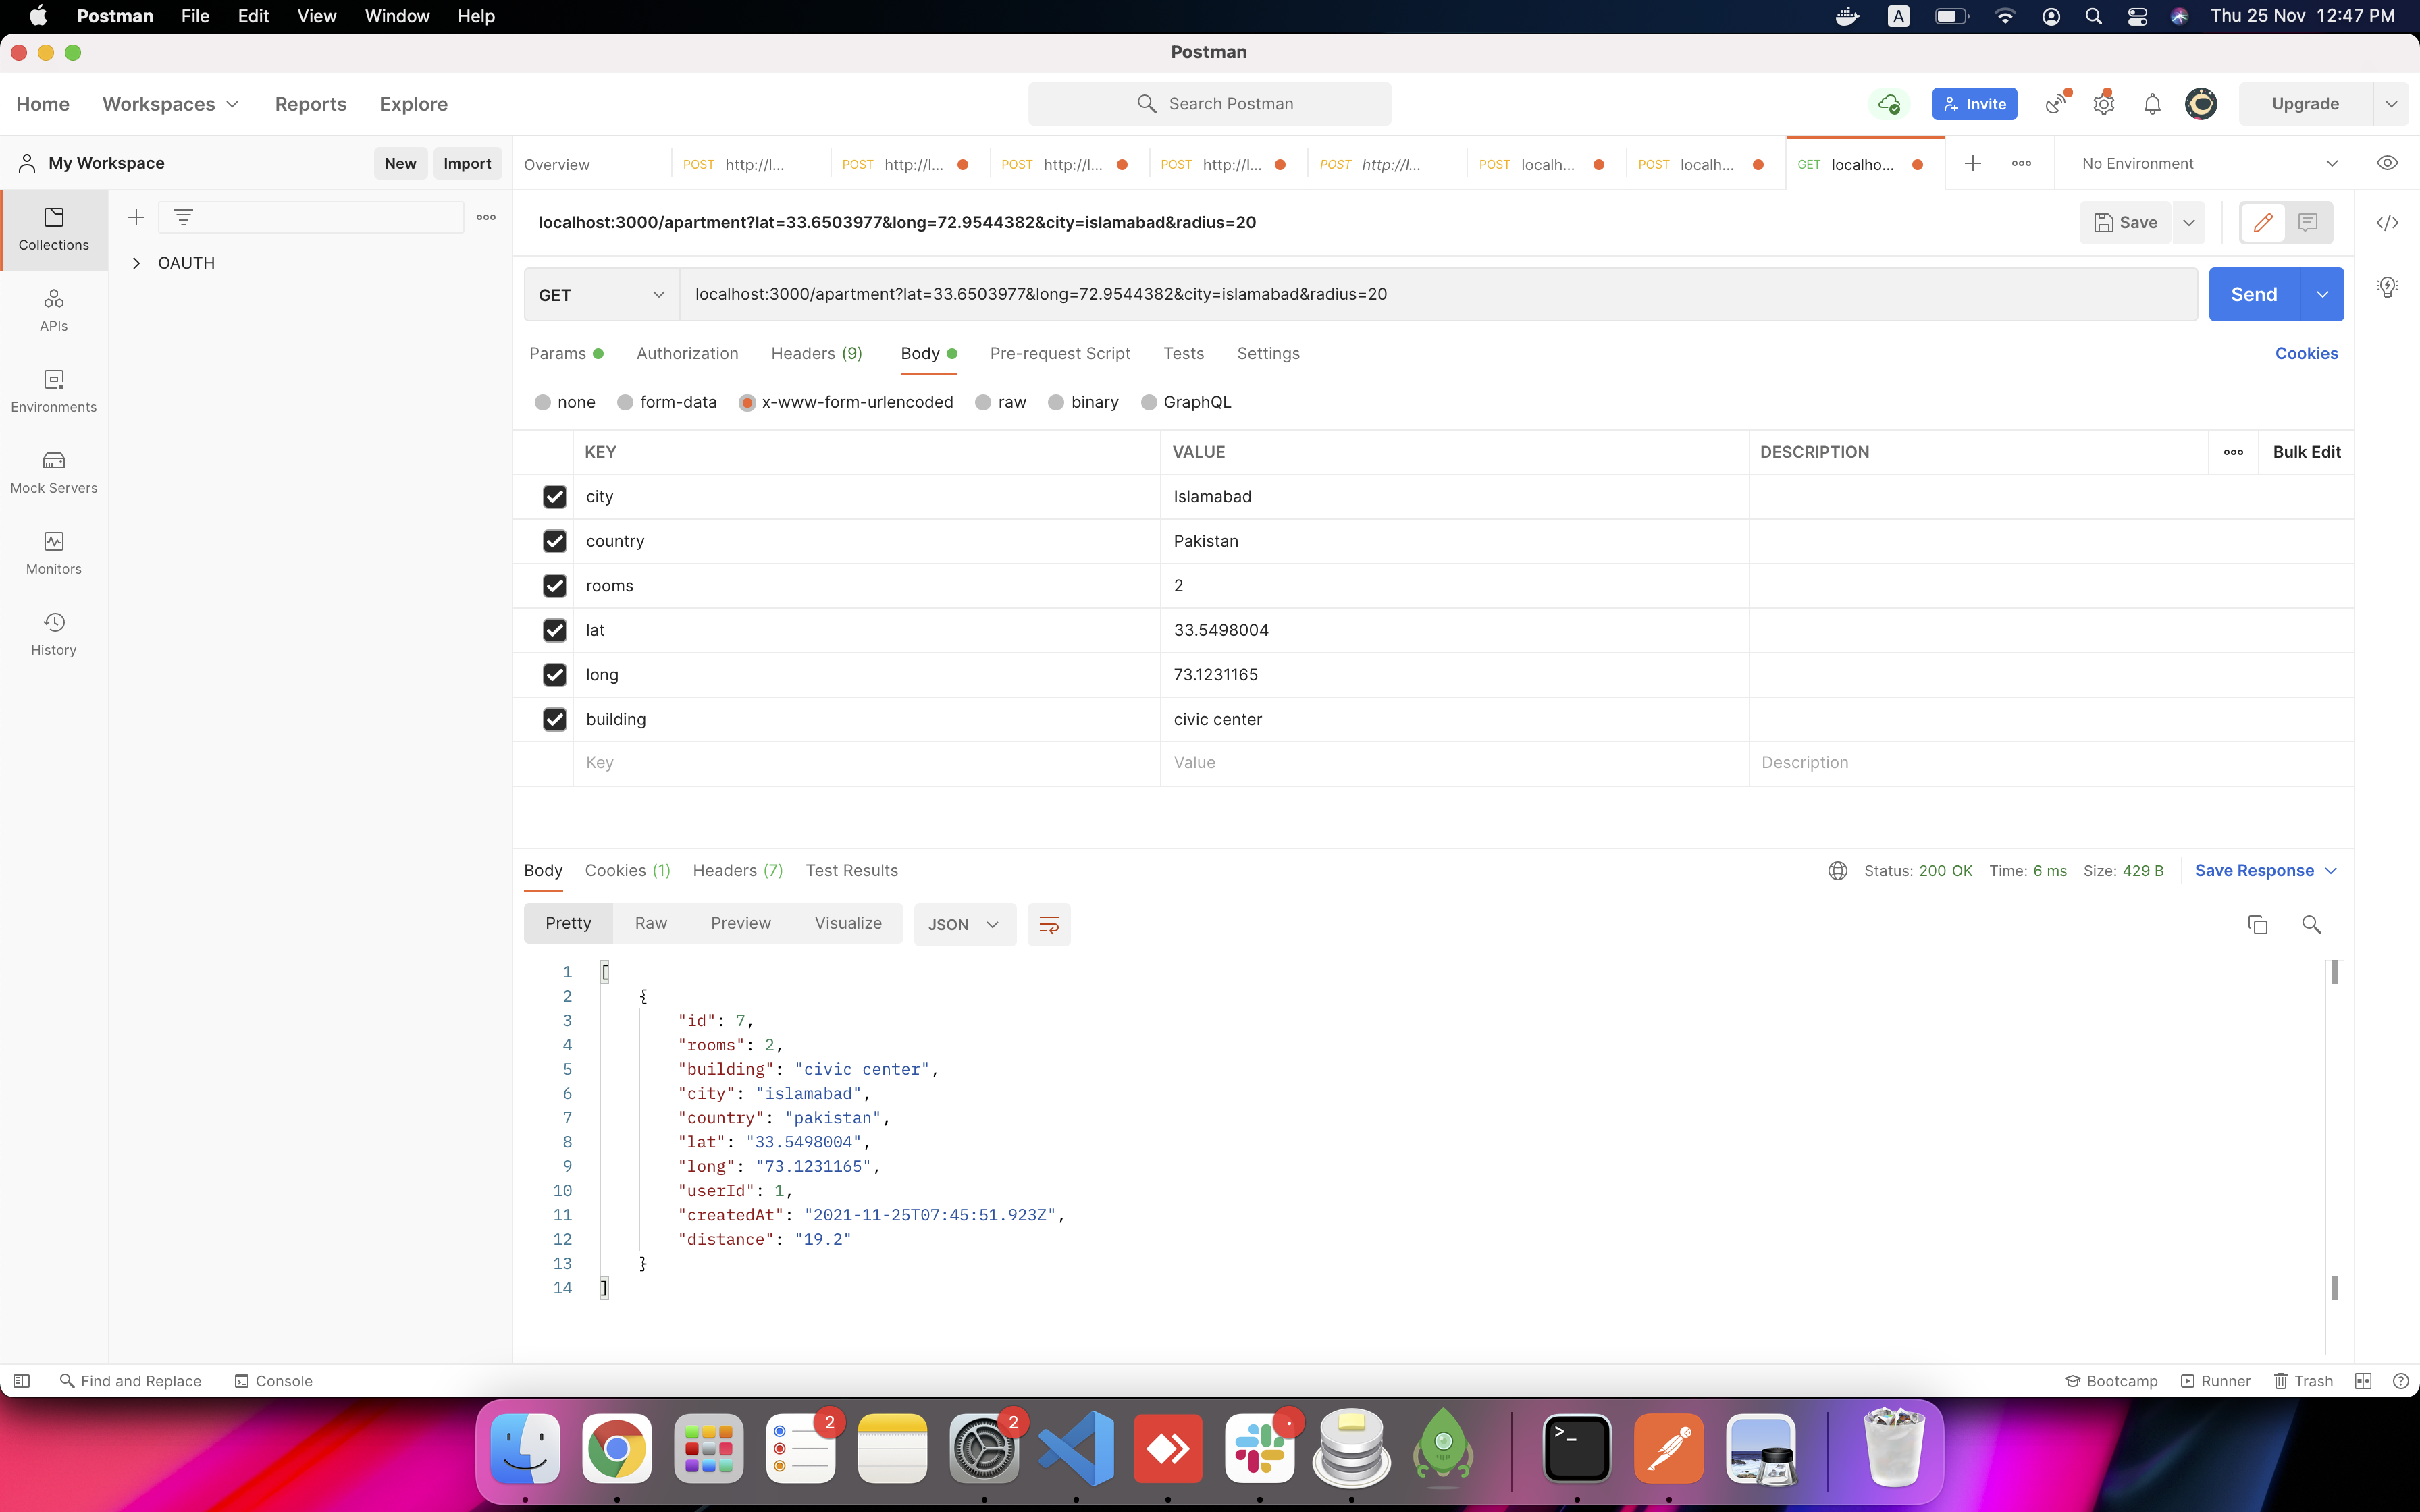 Postman File Edit View Window Help A Thu 25 Nov 12:47 PM
Postman
Home Workspaces Reports Explore Search Postman Invite Upgrade
My Workspace New Import Overview POST http://l... POST http://l... POST http://l... POST http://l... POST http://l... POST localh... POST localh... GET localho... No Environment
localhost:3000/apartment?lat=33.6503977&long=72.9544382&city=islamabad&radius=20 Save
Collections
OAUTH
APIs
Environments
Mock Servers
Monitors
History
GET localhost:3000/apartment?lat=33.6503977&long=72.9544382&city=islamabad&radius=20 Send
Params Authorization Headers (9) Body Pre-request Script Tests Settings Cookies
none form-data x-www-form-urlencoded raw binary GraphQL
KEY VALUE DESCRIPTION Bulk Edit
city Islamabad
country Pakistan
rooms 2
lat 33.5498004
long 73.1231165
building civic center
Key Value Description
Body Cookies (1) Headers (7) Test Results Status: 200 OK Time: 6 ms Size: 429 B Save Response
Pretty Raw Preview Visualize JSON
1 [
2 {
3 "id": 7,
4 "rooms": 2,
5 "building": "civic center",
6 "city": "islamabad",
7 "country": "pakistan",
8 "lat": "33.5498004",
9 "long": "73.1231165",
10 "userId": 1,
11 "createdAt": "2021-11-25T07:45:51.923Z",
12 "distance": "19.2"
13 }
14 ]
Find and Replace Console Bootcamp Runner Trash
2 2